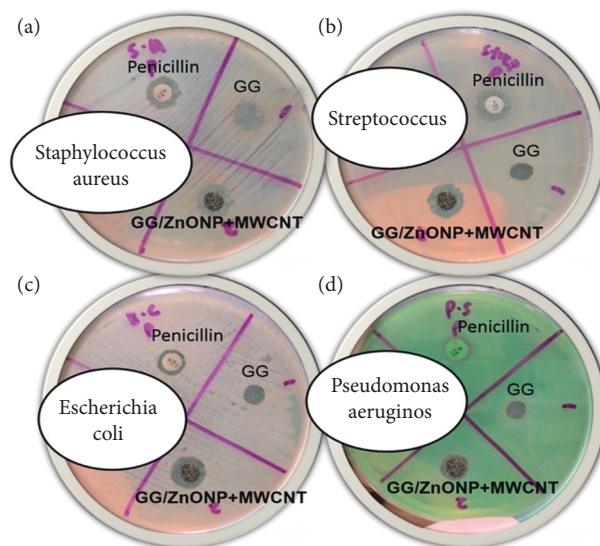 (a)
S.A
Penicillin
GG
Staphylococcus
aureus
GG/ZnONP+MWCNT
(b)
Penicillin
Streptococcus
GG
GG/ZnONP+MWCNT
(c)
E.C
Penicillin
GG
Escherichia
coli
GG/ZnONP+MWCNT
(d)
P.S
Penicillin
GG
Pseudomonas
aeruginos
GG/ZnONP+MWCNT